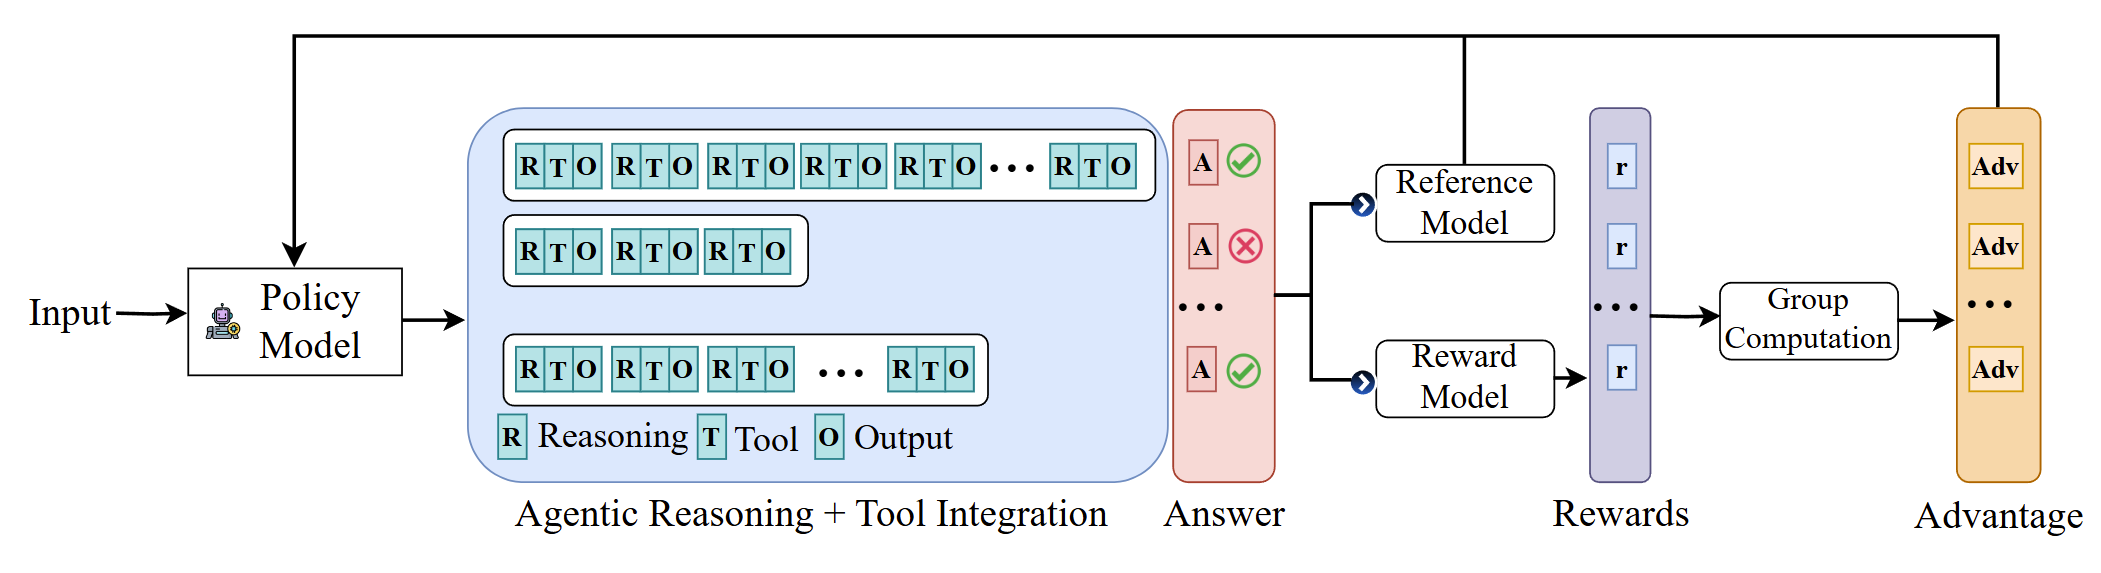 Input
Policy
Model
R T O R T O R T O R T O R T O ... R T O
R T O R T O R T O
R T O R T O R T O ... R T O
R Reasoning T Tool O Output
Agentic Reasoning + Tool Integration
A
A
...
A
Answer
Reference
Model
Reward
Model
r
r
...
r
Rewards
Group
Computation
Adv
Adv
...
Adv
Advantage